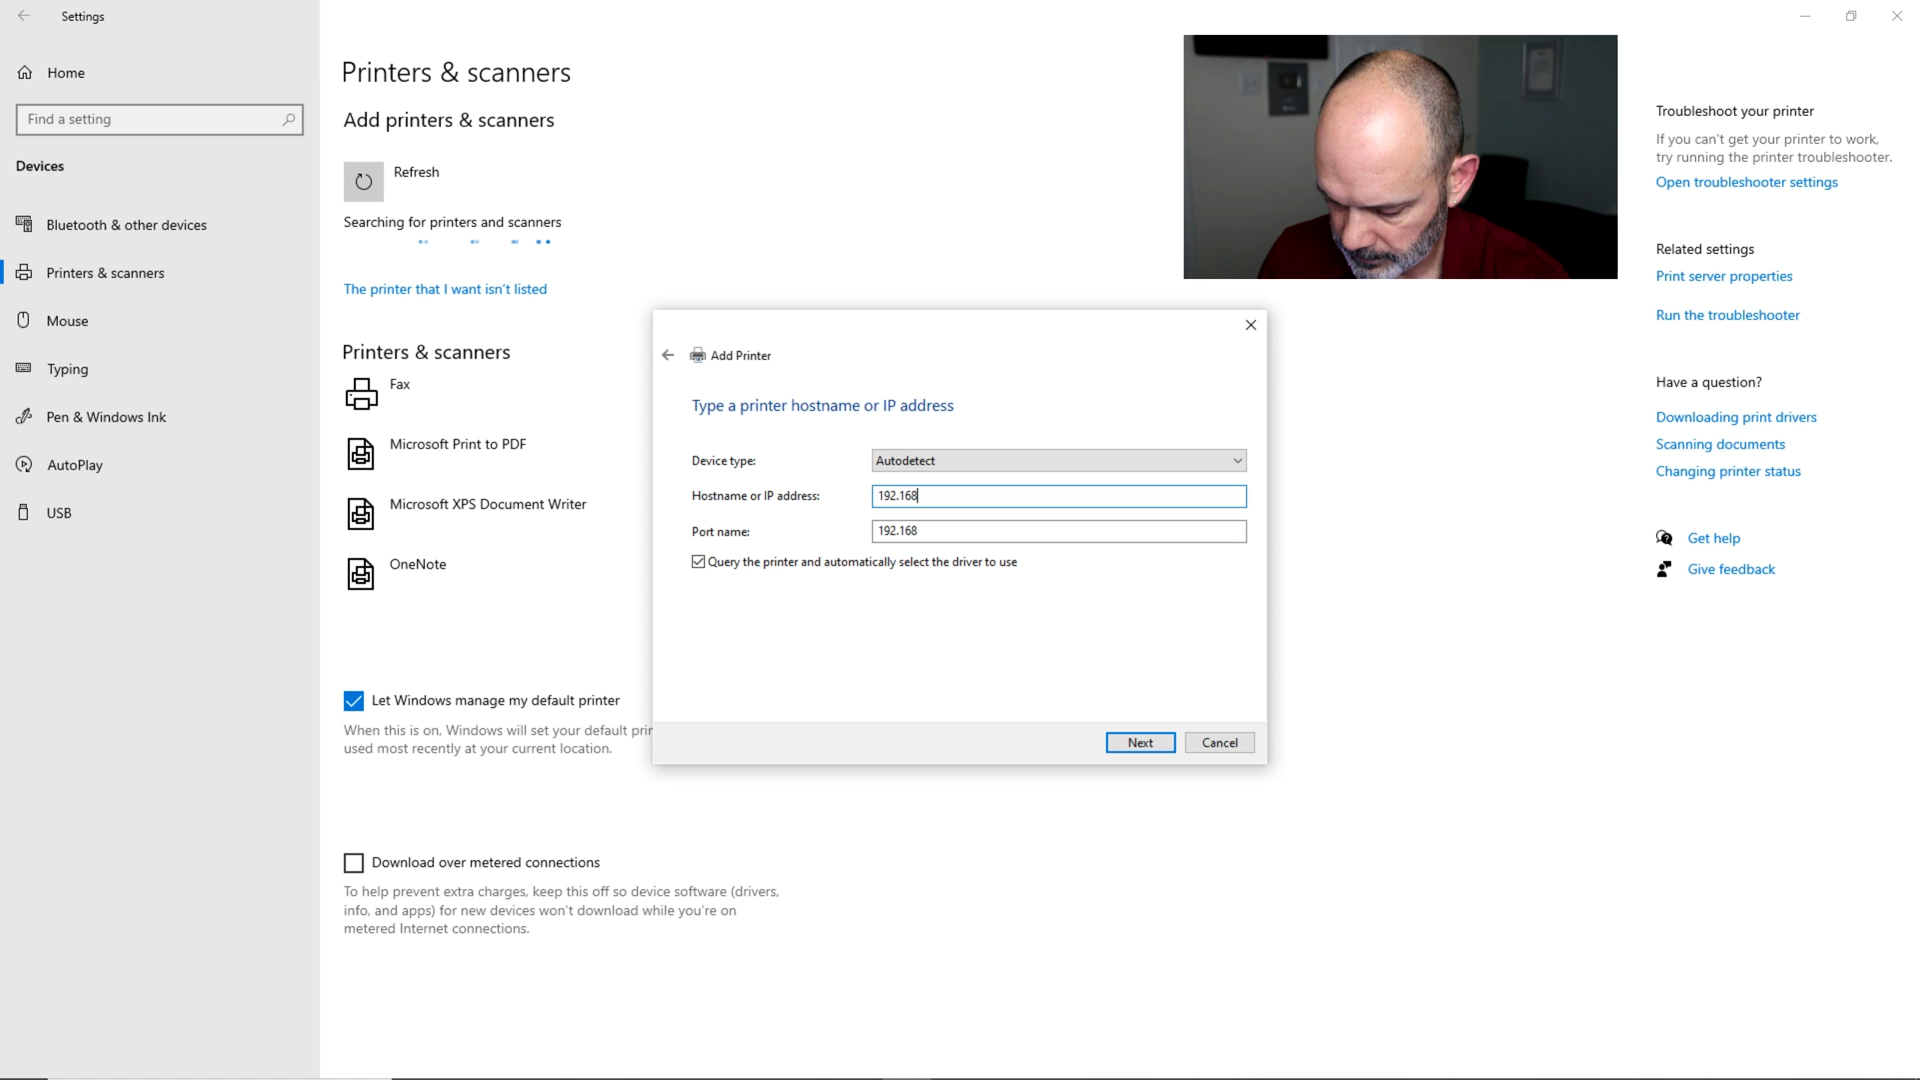 Settings
Home
Find a setting
Devices
Bluetooth & other devices
Printers & scanners
Mouse
Typing
Pen & Windows Ink
AutoPlay
USB
Printers & scanners
Add printers & scanners
Refresh
Searching for printers and scanners
The printer that I want isn't listed
Printers & scanners
Fax
Microsoft Print to PDF
Microsoft XPS Document Writer
OneNote
Let Windows manage my default printer
When this is on, Windows will set your default prin
used most recently at your current location.
Download over metered connections
To help prevent extra charges, keep this off so device software (drivers,
info, and apps) for new devices won't download while you're on
metered Internet connections.
Add Printer
Type a printer hostname or IP address
Device type: Autodetect
Hostname or IP address: 192.168
Port name: 192.168
Query the printer and automatically select the driver to use
Next Cancel
Troubleshoot your printer
If you can't get your printer to work,
try running the printer troubleshooter.
Open troubleshooter settings
Related settings
Print server properties
Run the troubleshooter
Have a question?
Downloading print drivers
Scanning documents
Changing printer status
Get help
Give feedback